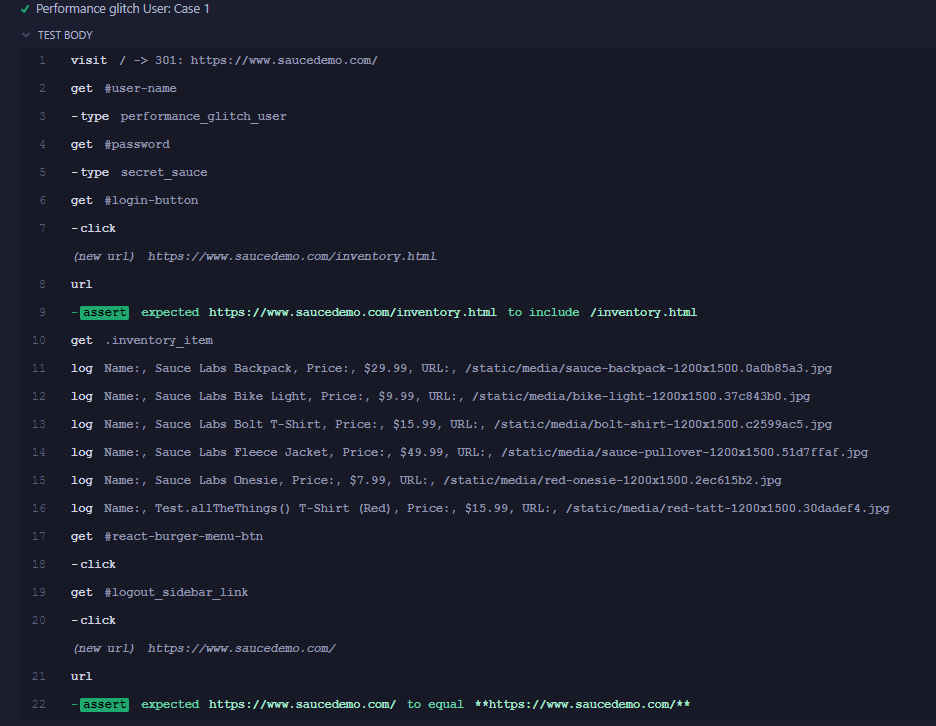 Performance glitch User: Case 1
TEST BODY
1 visit / -> 301: https://www.saucedemo.com/
2 get #user-name
3 -type performance_glitch_user
4 get #password
5 -type secret_sauce
6 get #login-button
7 -click
(new url) https://www.saucedemo.com/inventory.html
8 url
9 -assert expected https://www.saucedemo.com/inventory.html to include /inventory.html
10 get .inventory_item
11 log Name:, Sauce Labs Backpack, Price:, $29.99, URL:, /static/media/sauce-backpack-1200x1500.0a0b85a3.jpg
12 log Name:, Sauce Labs Bike Light, Price:, $9.99, URL:, /static/media/bike-light-1200x1500.37c843b0.jpg
13 log Name:, Sauce Labs Bolt T-Shirt, Price:, $15.99, URL:, /static/media/bolt-shirt-1200x1500.c2599ac5.jpg
14 log Name:, Sauce Labs Fleece Jacket, Price:, $49.99, URL:, /static/media/sauce-pullover-1200x1500.51d7ffaf.jpg
15 log Name:, Sauce Labs Onesie, Price:, $7.99, URL:, /static/media/red-onesie-1200x1500.2ec615b2.jpg
16 log Name:, Test.allTheThings() T-Shirt (Red), Price:, $15.99, URL:, /static/media/red-tatt-1200x1500.30dadef4.jpg
17 get #react-burger-menu-btn
18 -click
19 get #logout_sidebar_link
20 -click
(new url) https://www.saucedemo.com/
21 url
22 -assert expected https://www.saucedemo.com/ to equal **https://www.saucedemo.com/**